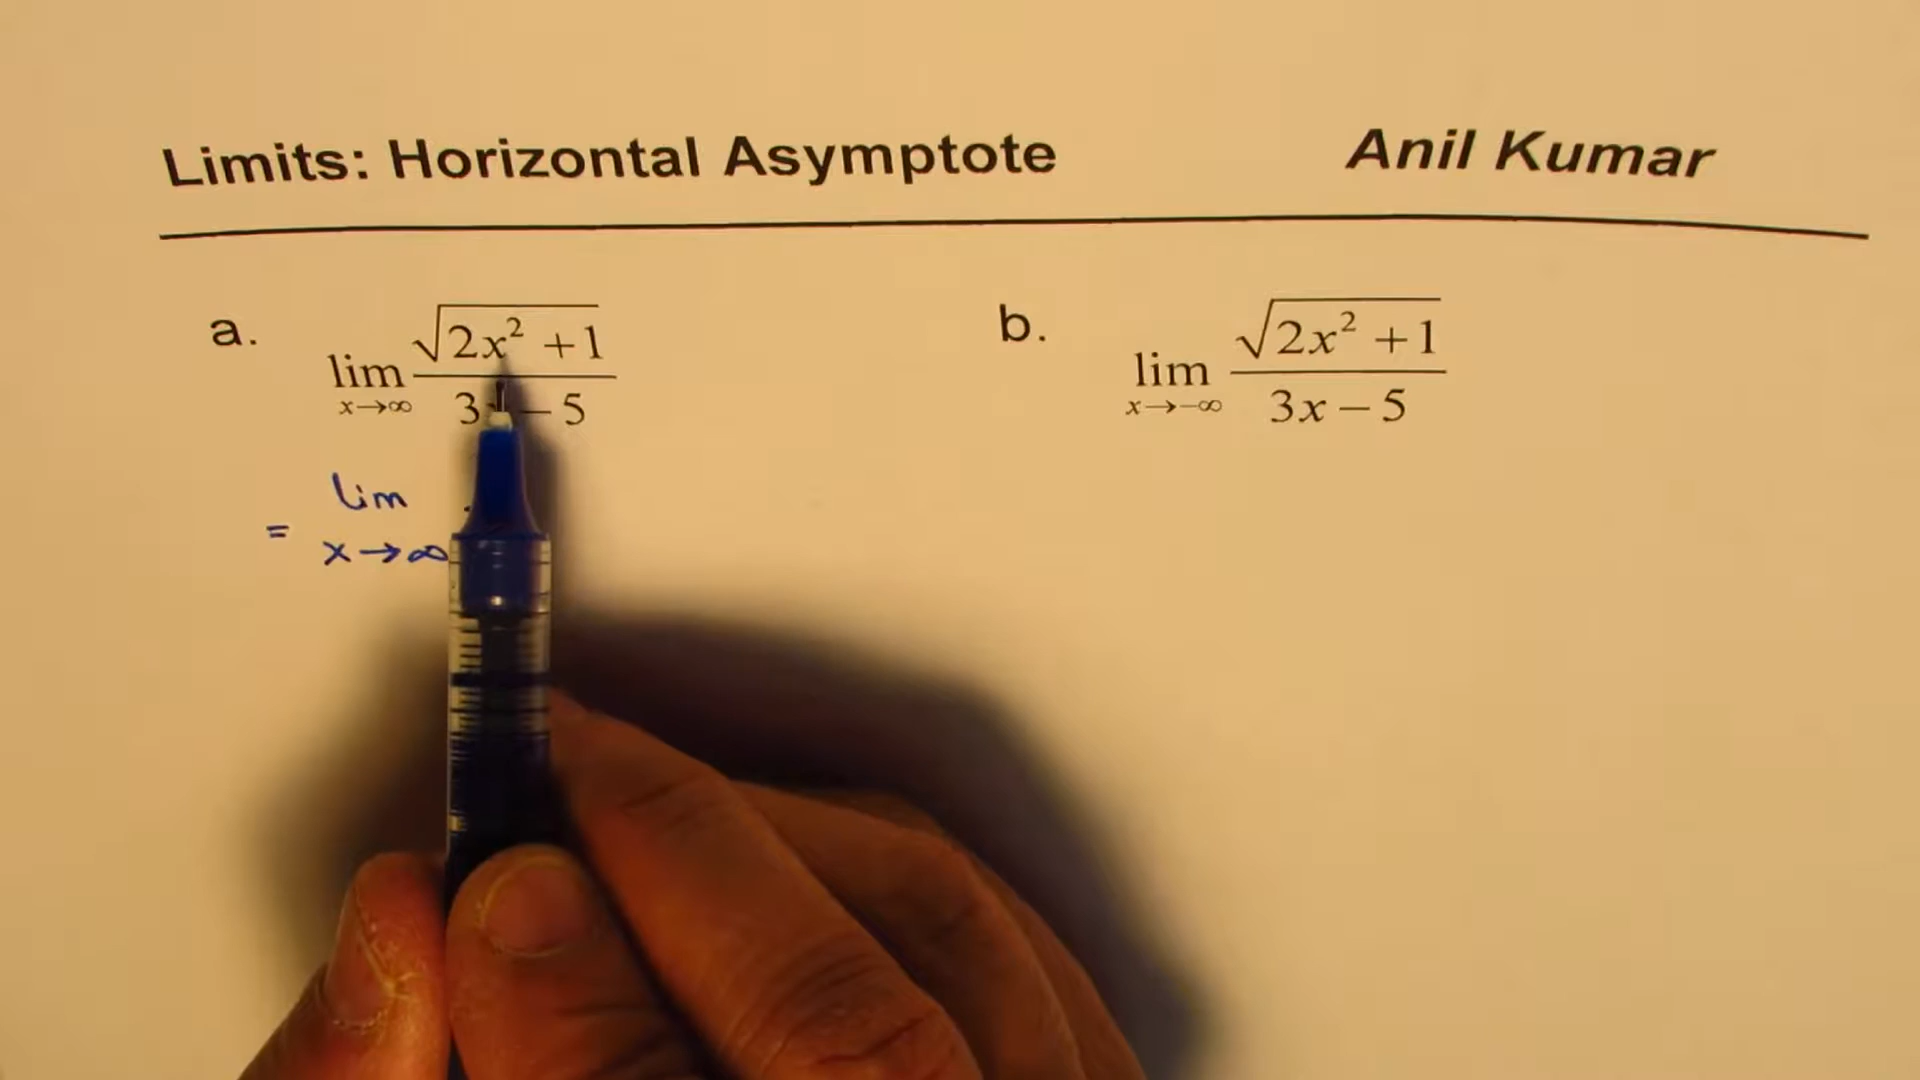 Limits: Horizontal Asymptote Anil Kumar
a. lim x→∞ √(2x² + 1) / 3 – 5
b. lim x→–∞ √(2x² + 1) / 3x – 5
= lim x→∞